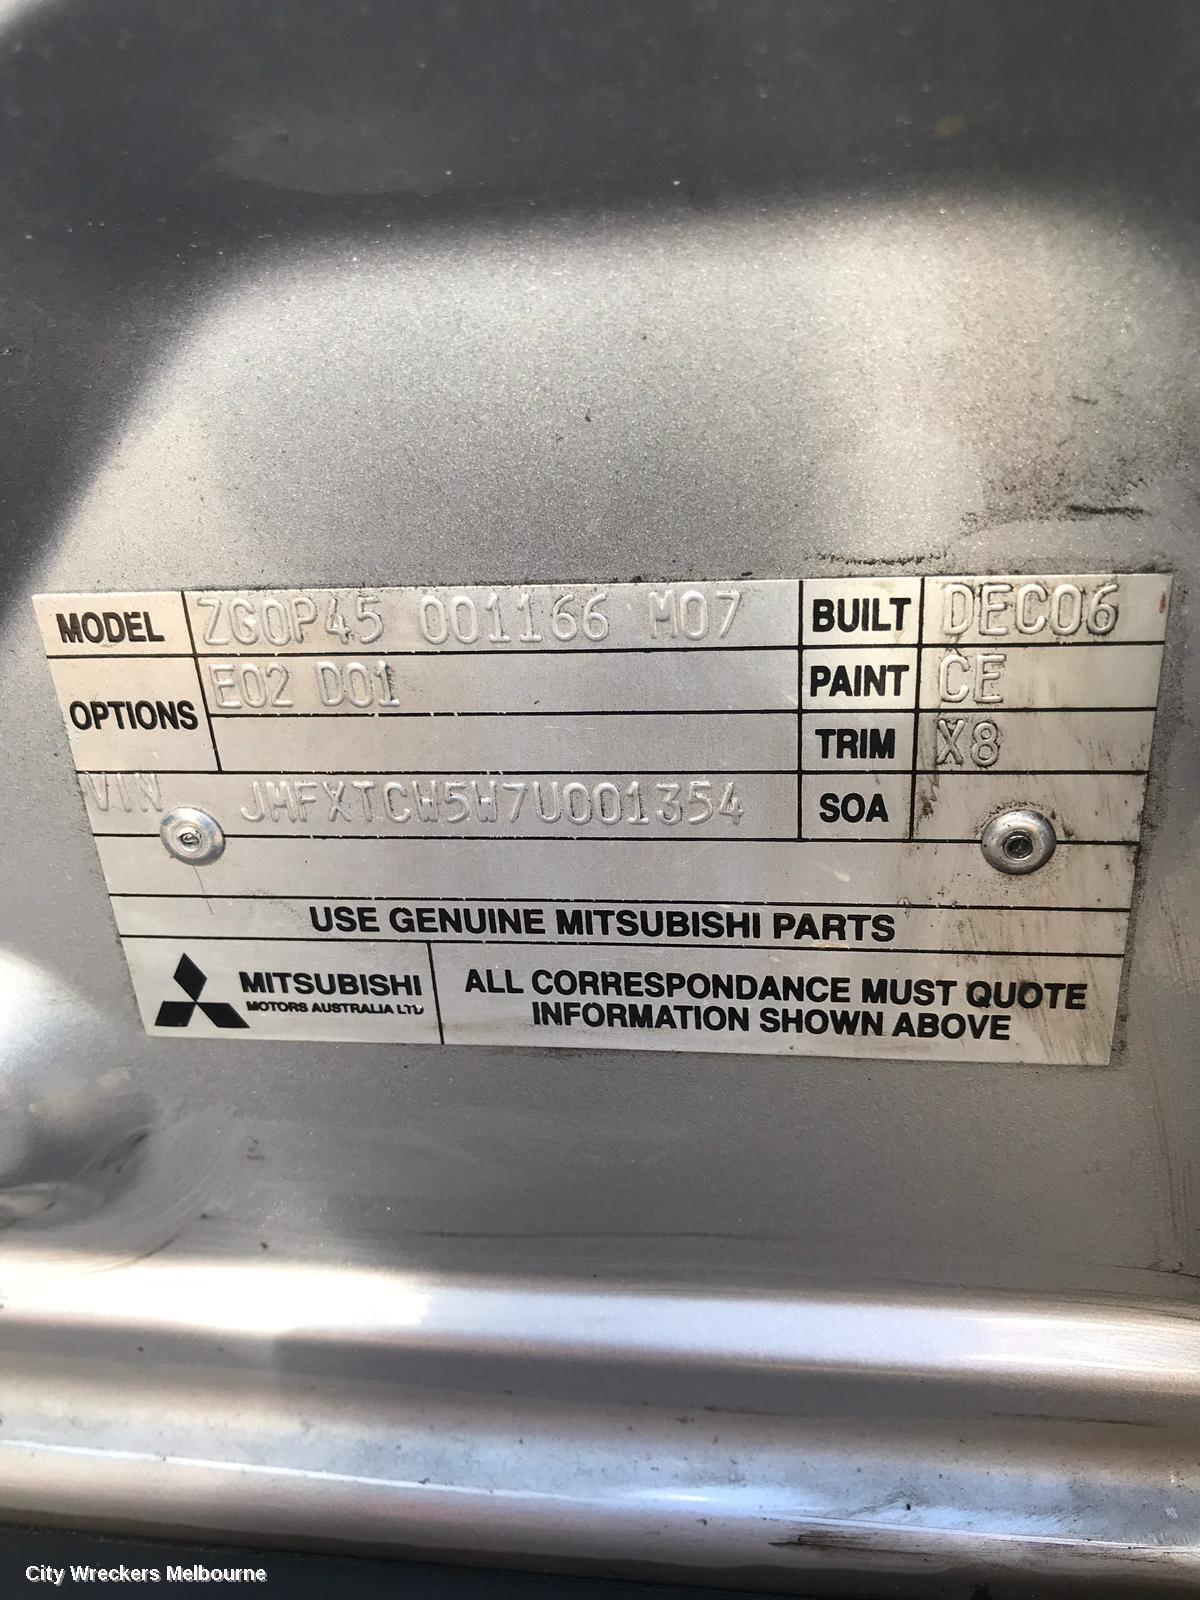 MODEL ZG0P45 001166 M07 BUILT DEC06
OPTIONS E02 D01 PAINT CE
TRIM X8
VIN JMFXTCW5W7U001354 SOA
USE GENUINE MITSUBISHI PARTS
MITSUBISHI
MOTORS AUSTRALIA LTD
ALL CORRESPONDANCE MUST QUOTE
INFORMATION SHOWN ABOVE
City Wreckers Melbourne